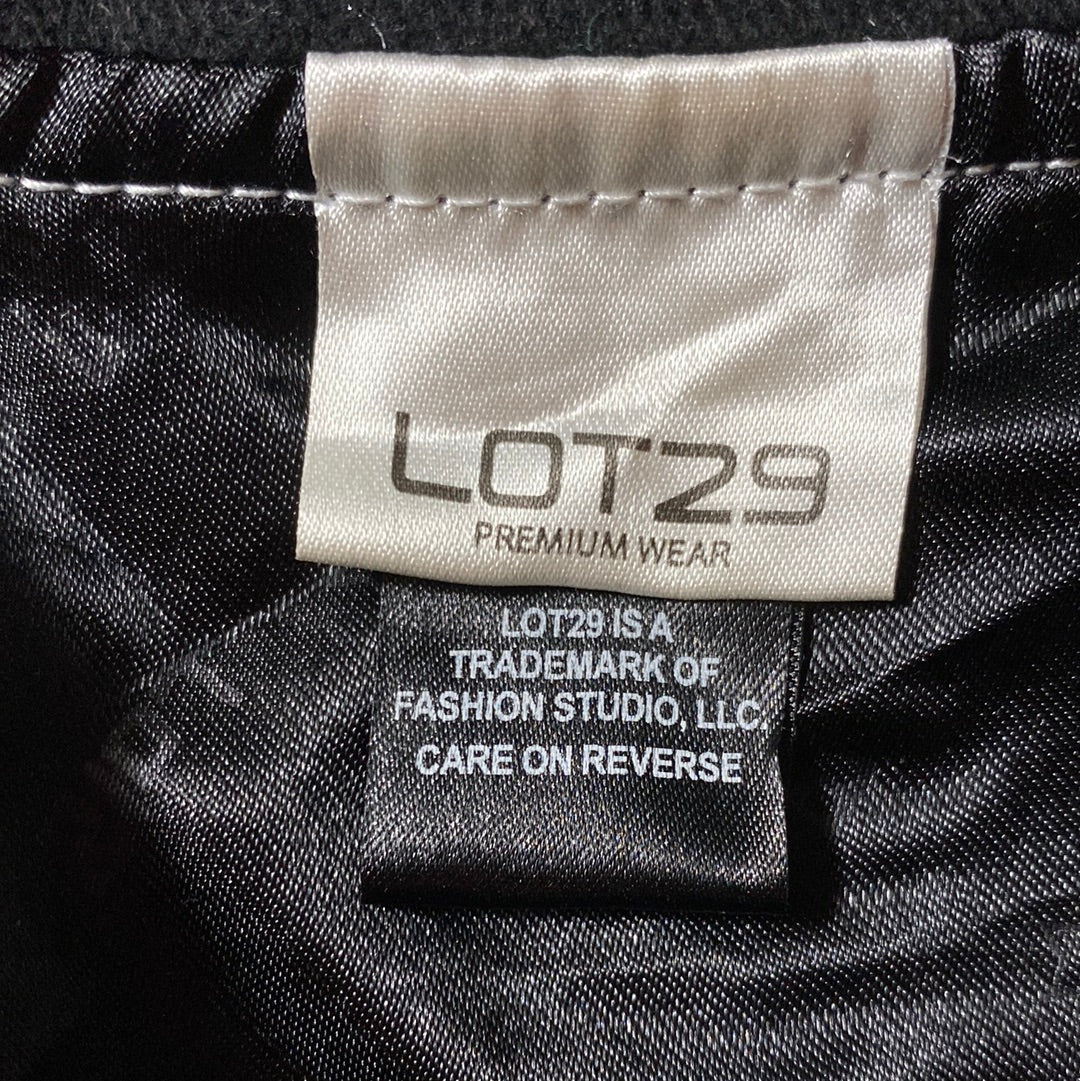 LOT29
PREMIUM WEAR
LOT29 IS A
TRADEMARK OF
FASHION STUDIO, LLC.
CARE ON REVERSE